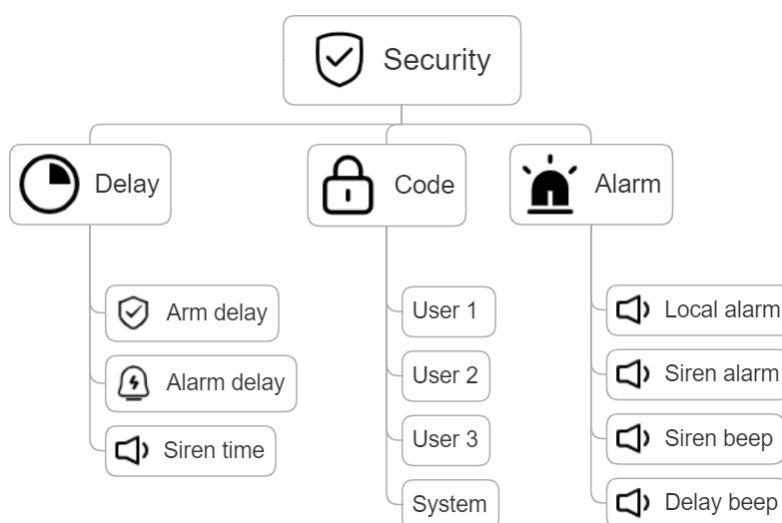 Security
Delay
Code
Alarm
Arm delay
Alarm delay
Siren time
User 1
User 2
User 3
System
Local alarm
Siren alarm
Siren beep
Delay beep